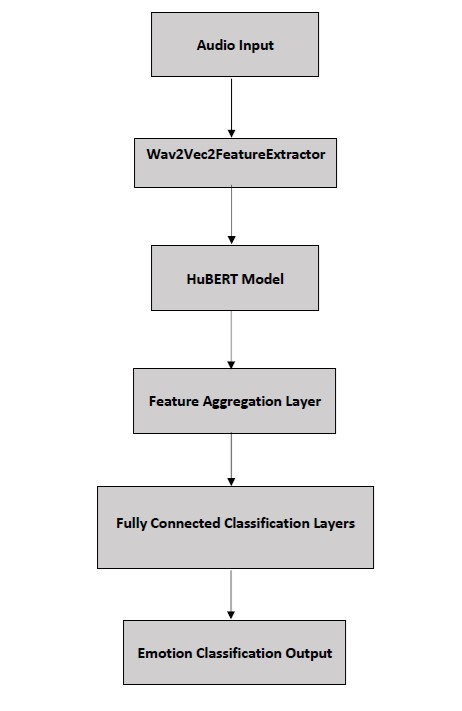 Audio Input
Wav2Vec2FeatureExtractor
HuBERT Model
Feature Aggregation Layer
Fully Connected Classification Layers
Emotion Classification Output